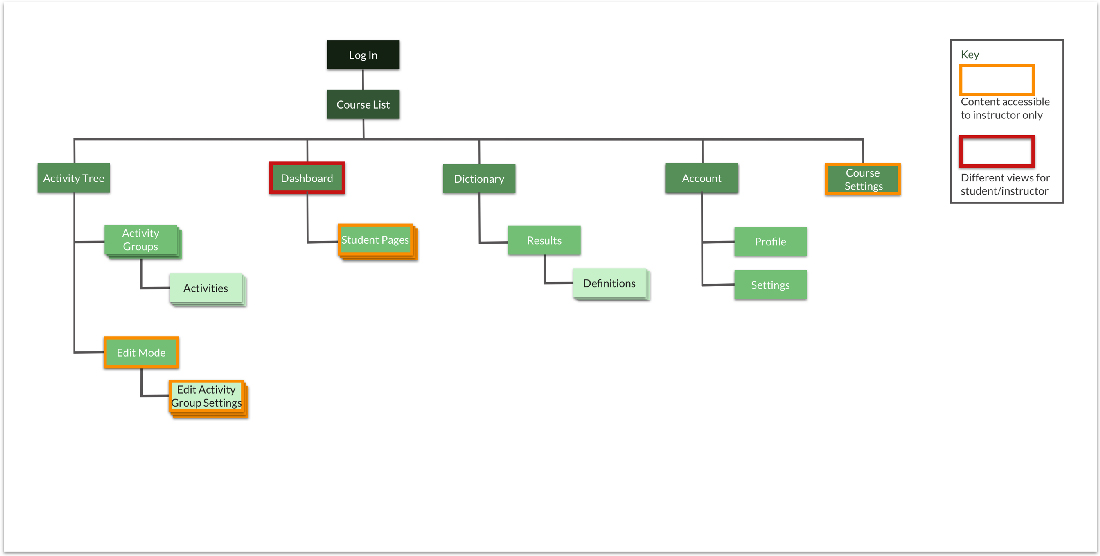 Log In
Key
Course List
Content accessible
to instructor only
Activity Tree
Dashboard
Dictionary
Account
Course
Settings
Different views for
student/instructor
Activity
Groups
Student Pages
Results
Profile
Activities
Definitions
Settings
Edit Mode
Edit Activity
Group Settings